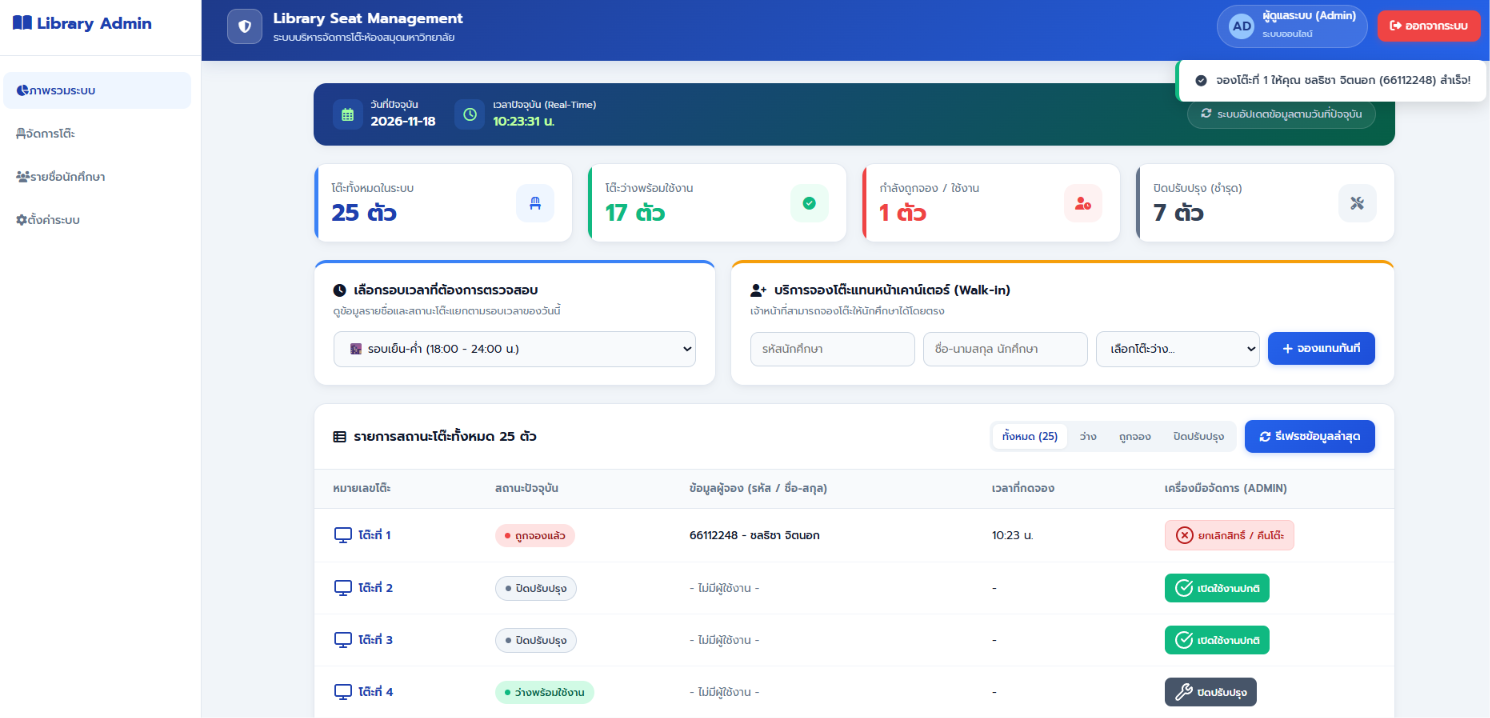 Library Admin
ภาพรวมระบบ
จัดการโต๊ะ
รายชื่อนักศึกษา
ตั้งค่าระบบ
Library Seat Management
ระบบบริหารจัดการโต๊ะห้องสมุดมหาวิทยาลัย
AD
ผู้ดูแลระบบ (Admin)
ระบบออนไลน์
ออกจากระบบ
จองโต๊ะที่ 1 ให้คุณ ชลธิชา จิตนอก (66112248) สำเร็จ!
วันที่ปัจจุบัน
2026-11-18
เวลาปัจจุบัน (Real-Time)
10:23:31 น.
ระบบอัปเดตข้อมูลตามวันที่ปัจจุบัน
โต๊ะทั้งหมดในระบบ
25 ตัว
โต๊ะว่างพร้อมใช้งาน
17 ตัว
กำลังถูกจอง / ใช้งาน
1 ตัว
ปิดปรับปรุง (ชำรุด)
7 ตัว
เลือกรอบเวลาที่ต้องการตรวจสอบ
ดูข้อมูลรายชื่อและสถานะโต๊ะแยกตามรอบเวลาของวันนี้
รอบเย็น-ค่ำ (18:00 - 24:00 น.)
บริการจองโต๊ะแทนหน้าเคาน์เตอร์ (Walk-in)
เจ้าหน้าที่สามารถจองโต๊ะให้นักศึกษาได้โดยตรง
รหัสนักศึกษา
ชื่อ-นามสกุล นักศึกษา
เลือกโต๊ะว่าง...
จองแทนทันที
รายการสถานะโต๊ะทั้งหมด 25 ตัว
ทั้งหมด (25) ว่าง ถูกจอง ปิดปรับปรุง
รีเฟรชข้อมูลล่าสุด
หมายเลขโต๊ะ สถานะปัจจุบัน ข้อมูลผู้จอง (รหัส / ชื่อ-สกุล) เวลาที่กดจอง เครื่องมือจัดการ (ADMIN)
โต๊ะที่ 1 ถูกจองแล้ว 66112248 - ชลธิชา จิตนอก 10:23 น. ยกเลิกสิทธิ์ / คืนโต๊ะ
โต๊ะที่ 2 ปิดปรับปรุง - ไม่มีผู้ใช้งาน - - เปิดใช้งานปกติ
โต๊ะที่ 3 ปิดปรับปรุง - ไม่มีผู้ใช้งาน - - เปิดใช้งานปกติ
โต๊ะที่ 4 ว่างพร้อมใช้งาน - ไม่มีผู้ใช้งาน - - ปิดปรับปรุง